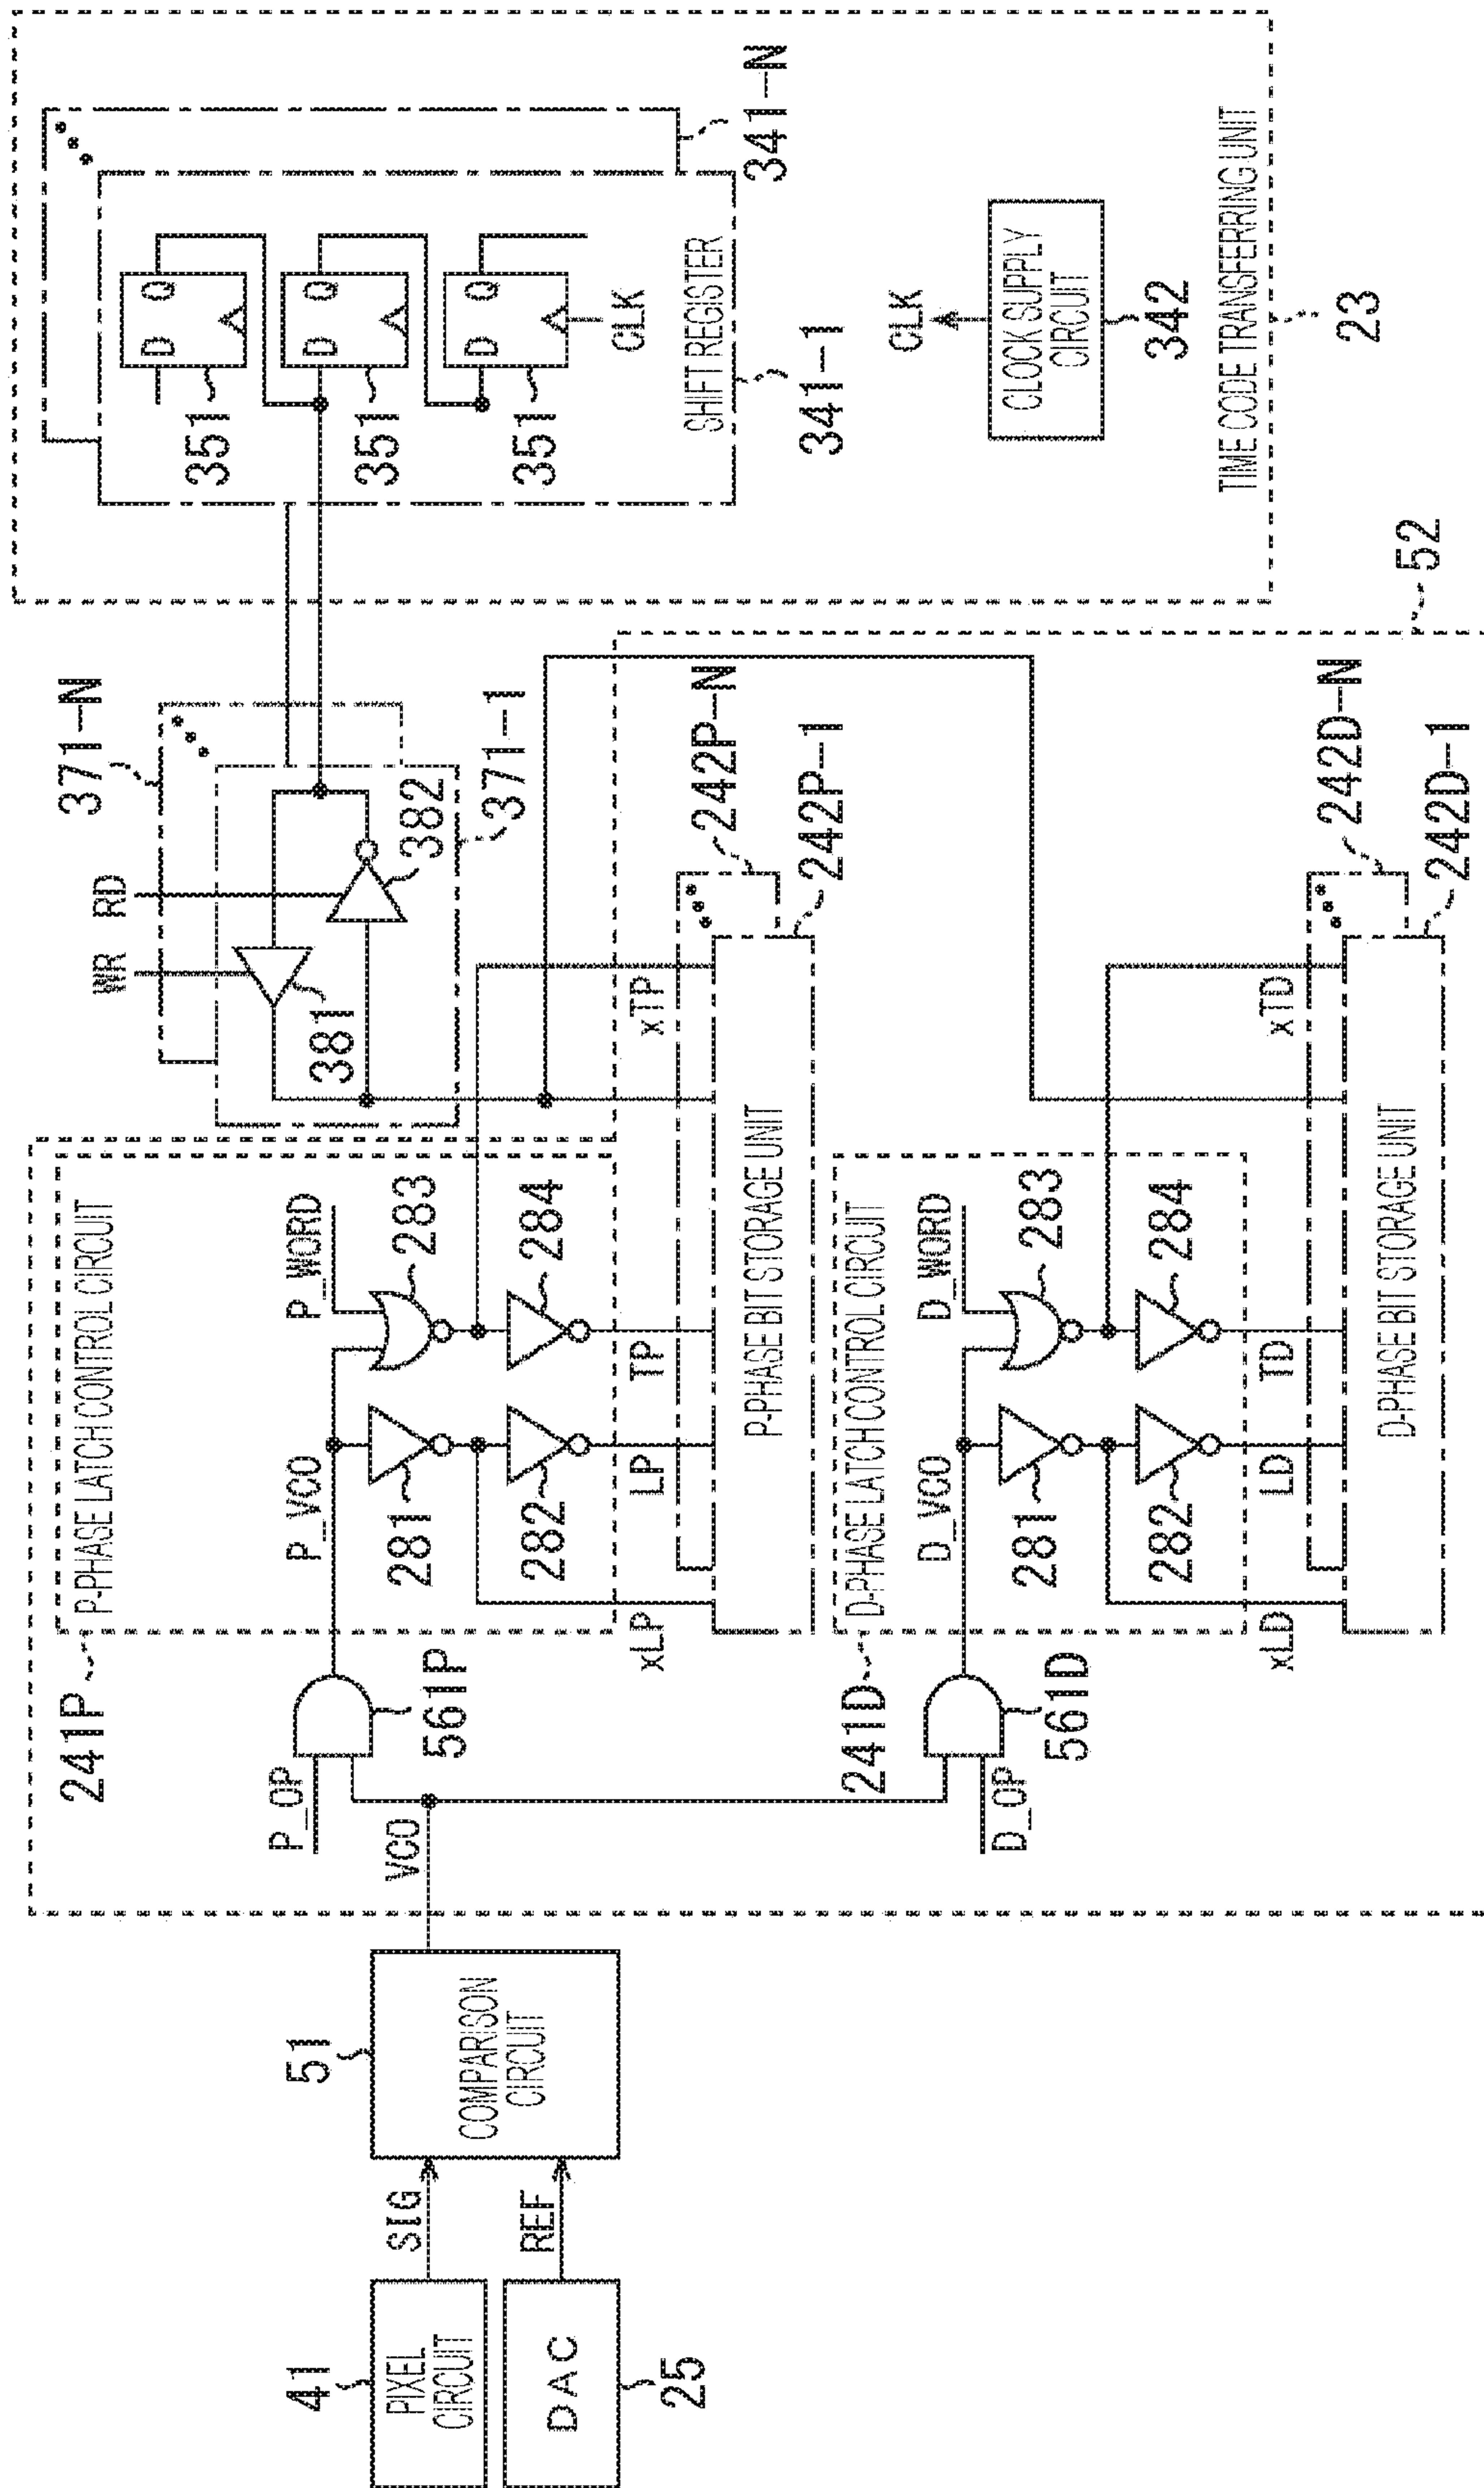 41
PIXEL
CIRCUIT
DAC
25
SIG
REF
51
COMPARISON
CIRCUIT
VCO
P_OP
561P
D_OP
561D
241P
P-PHASE LATCH CONTROL CIRCUIT
P_VCO
P_WORD
281
283
282
284
xLP
LP
TP
xTP
P-PHASE BIT STORAGE UNIT
242P-N
242P-1
241D
D-PHASE LATCH CONTROL CIRCUIT
D_VCO
D_WORD
281
283
282
284
xLD
LD
TD
xTD
D-PHASE BIT STORAGE UNIT
242D-N
242D-1
52
WR
RD
371-N
381
382
371-1
D Q
351
D Q
351
D Q
351
CLK
SHIFT REGISTER
341-N
341-1
CLK
CLOCK SUPPLY
CIRCUIT
342
TIME CODE TRANSFERRING UNIT
23